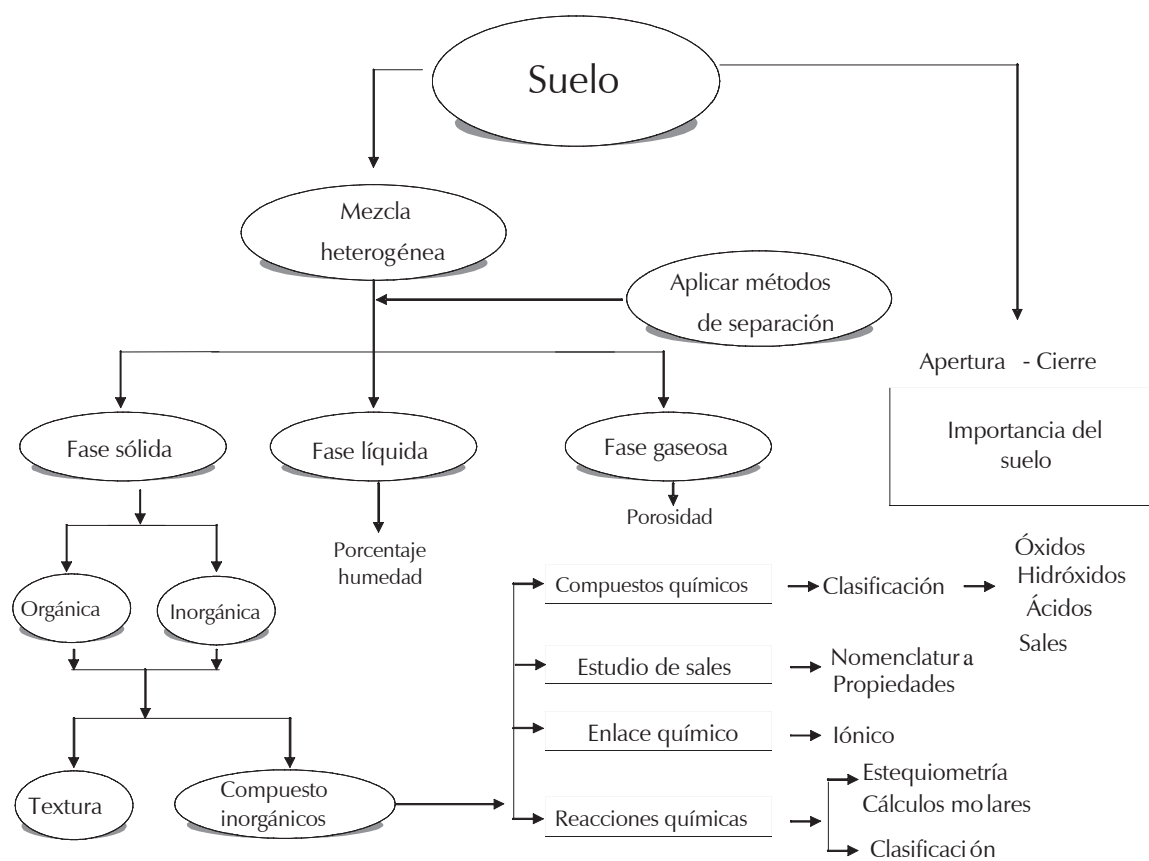 Suelo
Mezcla
heterogénea
Aplicar métodos
de separación
Apertura - Cierre
Importancia del
suelo
Fase sólida
Fase líquida
Fase gaseosa
Porcentaje
humedad
Porosidad
Orgánica
Inorgánica
Textura
Compuesto
inorgánicos
Compuestos químicos
Clasificación
Óxidos
Hidróxidos
Ácidos
Sales
Estudio de sales
Nomenclatura
Propiedades
Enlace químico
Iónico
Reacciones químicas
Estequiometría
Cálculos molares
Clasificación